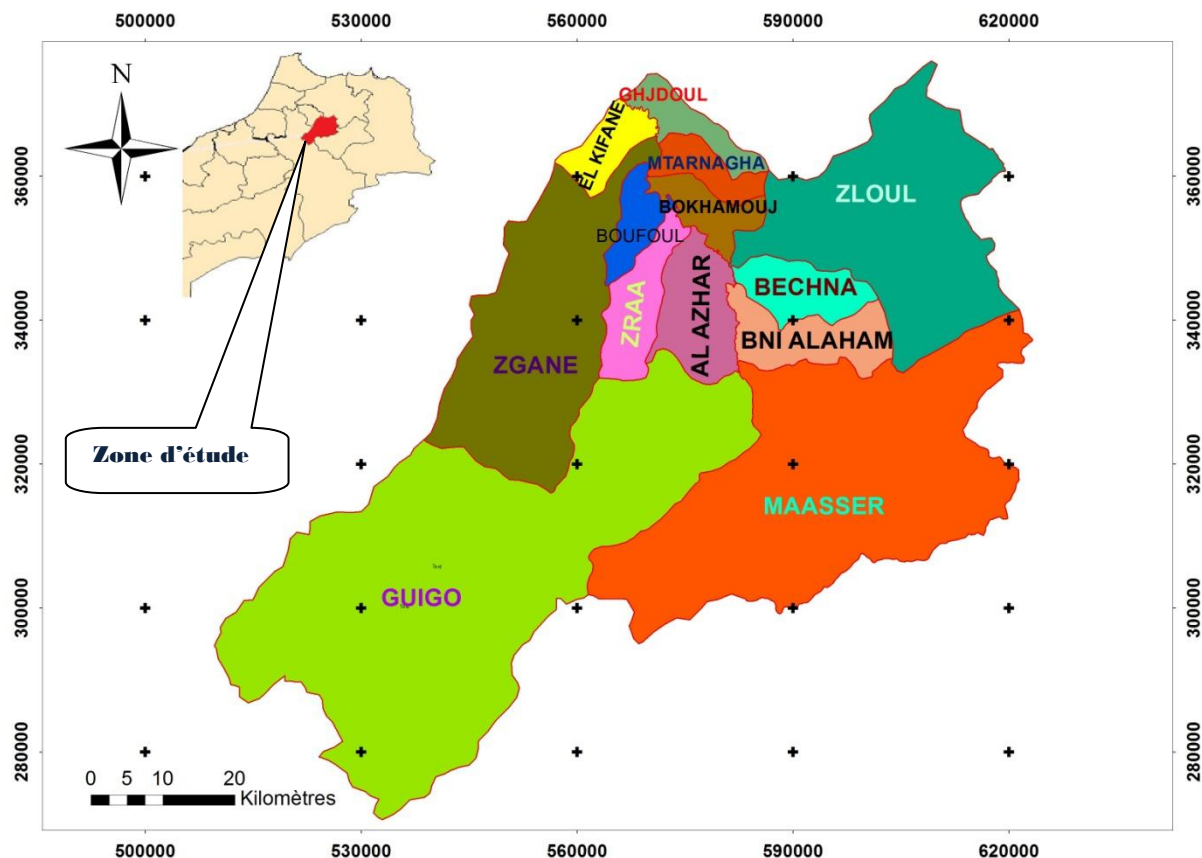 500000 530000 560000 590000 620000
N
GHJDOUL
EL KIFANE
MTARNAGHA
360000
360000
ZLOUL
BOKHAMOUJ
BOUFOUL
BECHNA
AL AZHAR
ZRAA
340000
340000
BNI ALAHAM
ZGANE
Zone d'étude
320000
320000
MAASSER
GUIGO
300000
300000
280000
280000
0 5 10 20
Kilomètres
500000 530000 560000 590000 620000